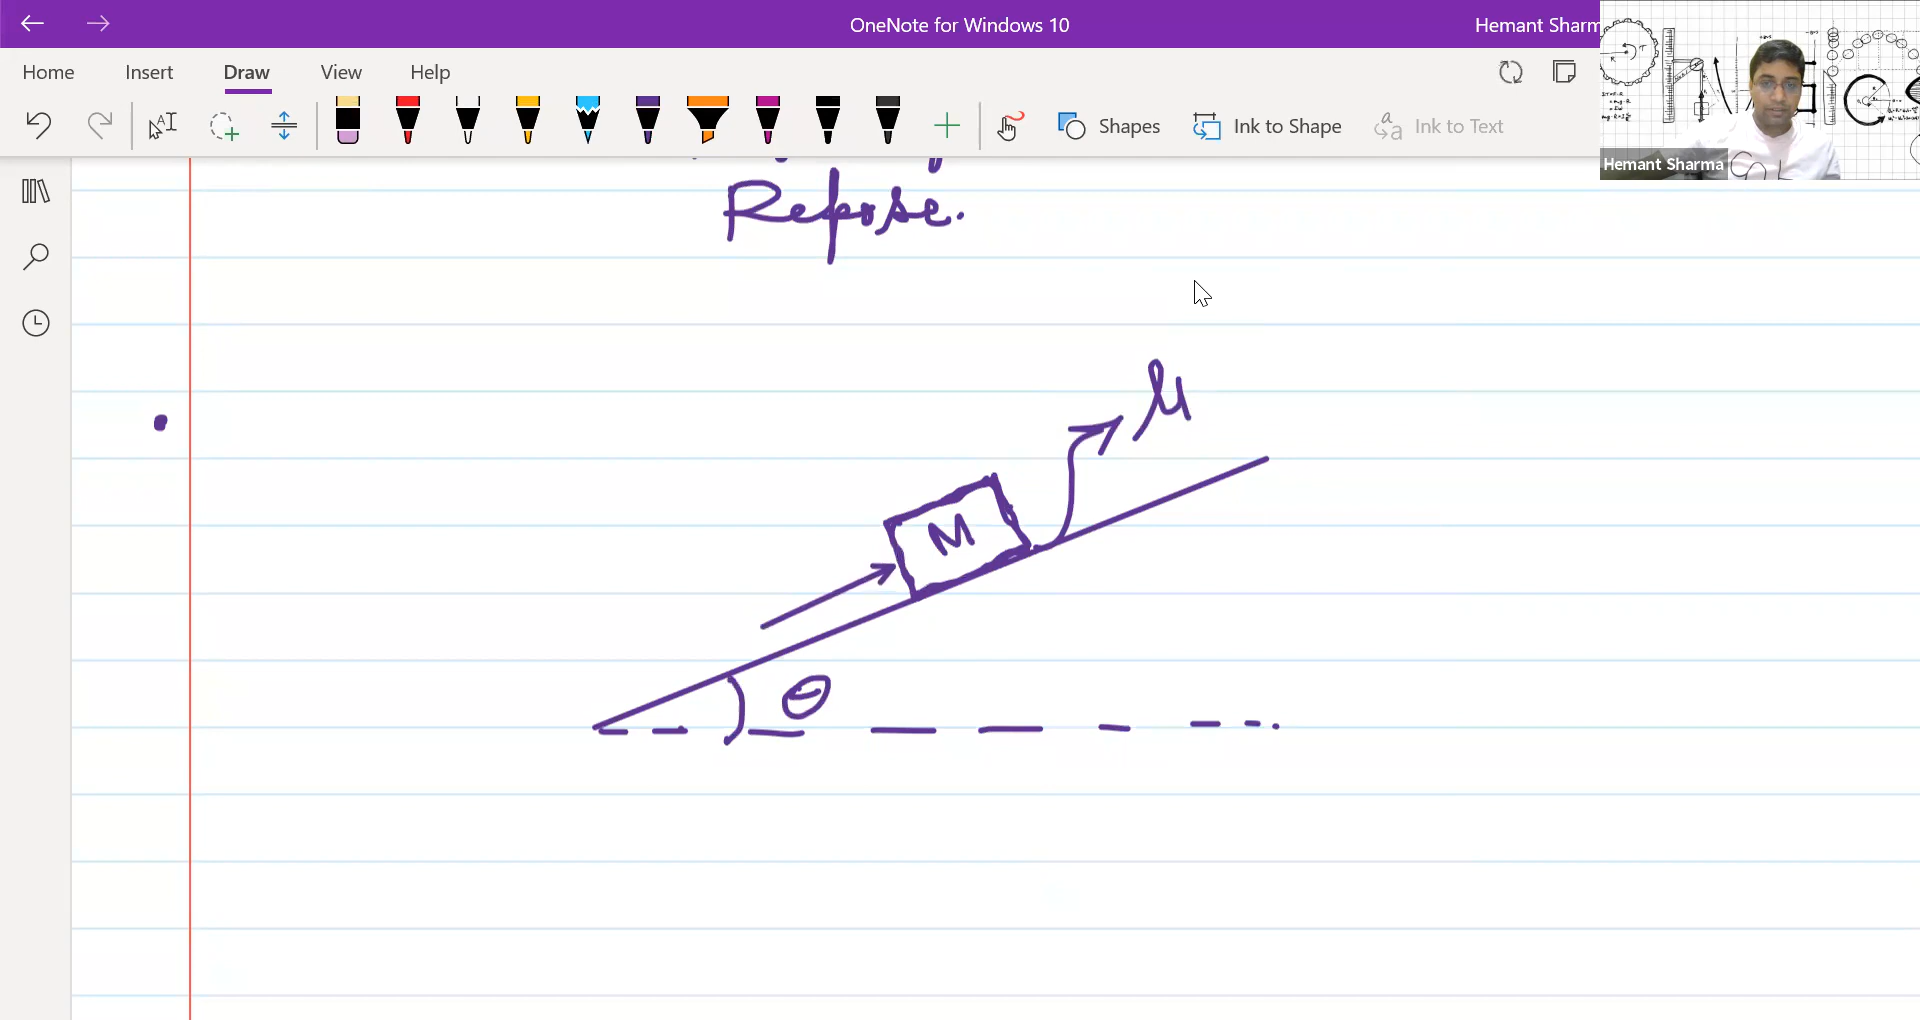 OneNote for Windows 10
Hemant Sharm
Home
Insert
Draw
View
Help
Shapes
Ink to Shape
Ink to Text
Hemant Sharma
Repose.
μ
M
θ